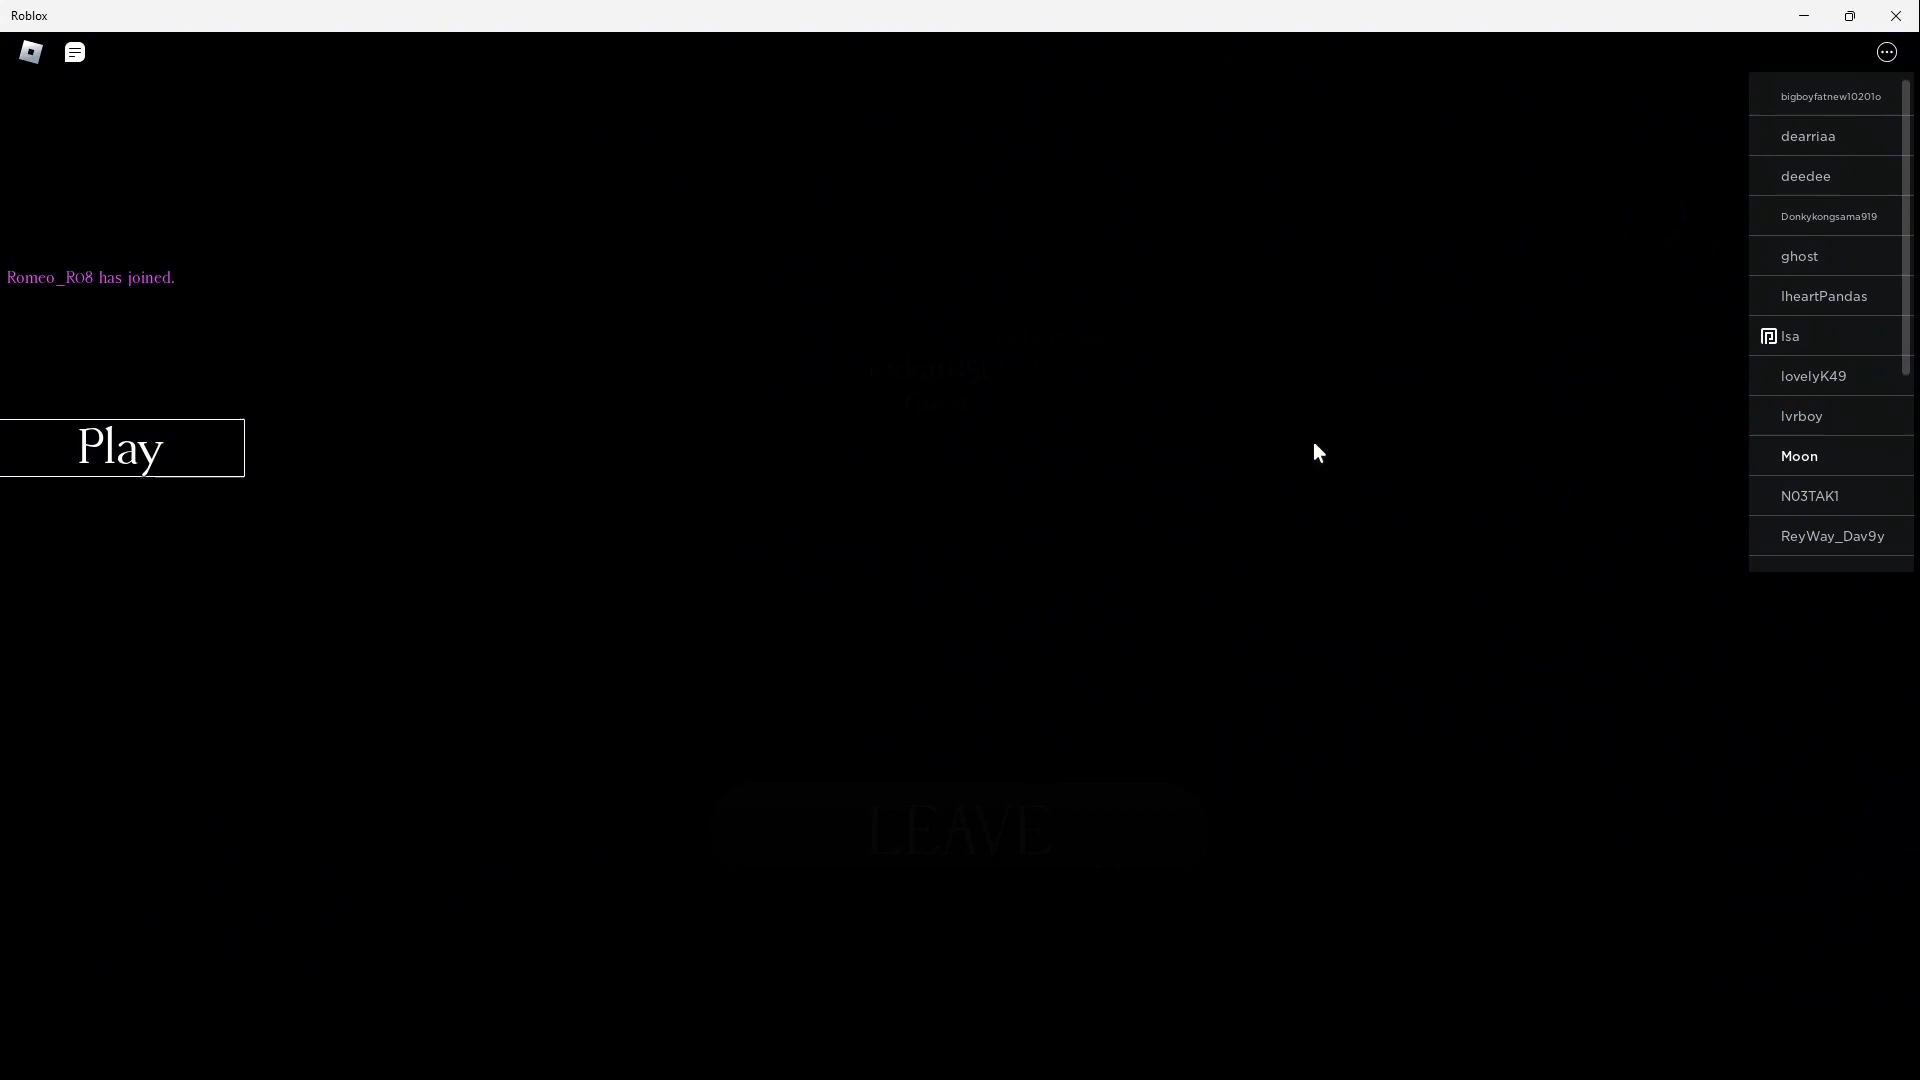 Roblox
bigboyfatnew10201o
dearriaa
deedee
Donkykongsama919
ghost
Romeo_R08 has joined.
IheartPandas
Isa
lovelyK49
lvrboy
Play
Moon
N03TAK1
ReyWay_Dav9y
LEAVE